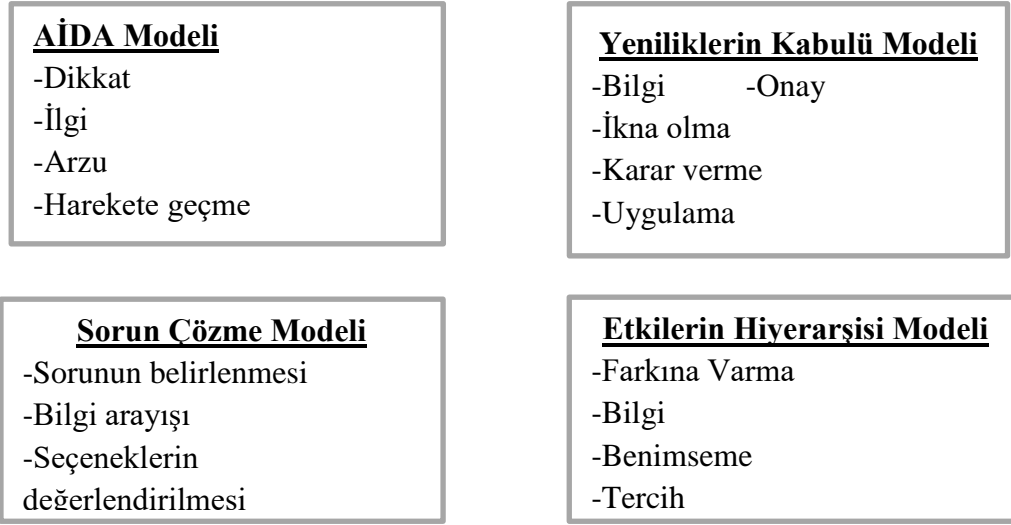 AİDA Modeli
-Dikkat
-İlgi
-Arzu
-Harekete geçme
Yeniliklerin Kabulü Modeli
-Bilgi -Onay
-İkna olma
-Karar verme
-Uygulama
Sorun Çözme Modeli
-Sorunun belirlenmesi
-Bilgi arayışı
-Seçeneklerin
değerlendirilmesi
Etkilerin Hiyerarşisi Modeli
-Farkına Varma
-Bilgi
-Benimseme
-Tercih